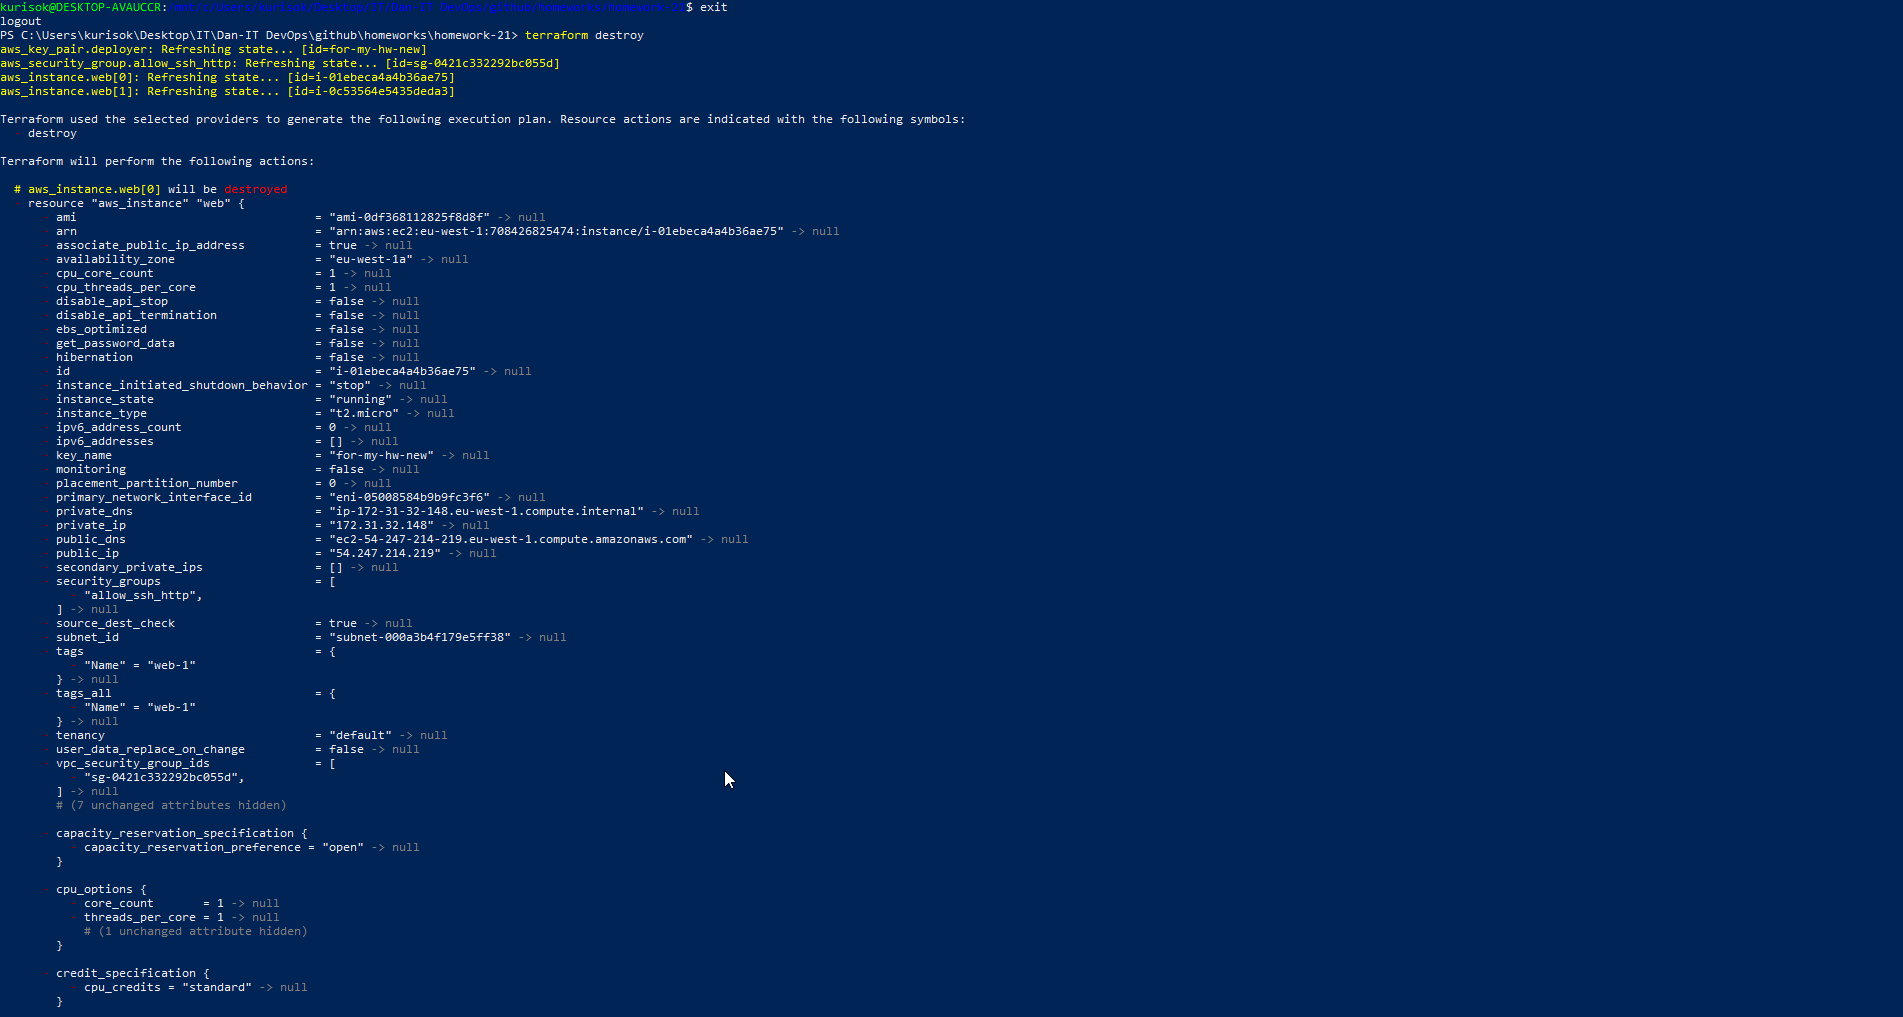 kurisok@DESKTOP-AVAUCCR:/mnt/c/Users/kurisok/Desktop/IT/Dan-IT DevOps/github/homeworks/homework-21$ exit
logout
PS C:\Users\kurisok\Desktop\IT\Dan-IT DevOps\github\homeworks\homework-21> terraform destroy
aws_key_pair.deployer: Refreshing state... [id=for-my-hw-new]
aws_security_group.allow_ssh_http: Refreshing state... [id=sg-0421c332292bc055d]
aws_instance.web[0]: Refreshing state... [id=i-01ebeca4a4b36ae75]
aws_instance.web[1]: Refreshing state... [id=i-0c53564e5435deda3]
Terraform used the selected providers to generate the following execution plan. Resource actions are indicated with the following symbols:
destroy
Terraform will perform the following actions:
# aws_instance.web[0] will be destroyed
resource "aws_instance" "web" {
ami = "ami-0df368112825f8d8f" -> null
arn = "arn:aws:ec2:eu-west-1:708426825474:instance/i-01ebeca4a4b36ae75" -> null
associate_public_ip_address = true -> null
availability_zone = "eu-west-1a" -> null
cpu_core_count = 1 -> null
cpu_threads_per_core = 1 -> null
disable_api_stop = false -> null
disable_api_termination = false -> null
ebs_optimized = false -> null
get_password_data = false -> null
hibernation = false -> null
id = "i-01ebeca4a4b36ae75" -> null
instance_initiated_shutdown_behavior = "stop" -> null
instance_state = "running" -> null
instance_type = "t2.micro" -> null
ipv6_address_count = 0 -> null
ipv6_addresses = [] -> null
key_name = "for-my-hw-new" -> null
monitoring = false -> null
placement_partition_number = 0 -> null
primary_network_interface_id = "eni-05008584b9b9fc3f6" -> null
private_dns = "ip-172-31-32-148.eu-west-1.compute.internal" -> null
private_ip = "172.31.32.148" -> null
public_dns = "ec2-54-247-214-219.eu-west-1.compute.amazonaws.com" -> null
public_ip = "54.247.214.219" -> null
secondary_private_ips = [] -> null
security_groups = [
"allow_ssh_http",
] -> null
source_dest_check = true -> null
subnet_id = "subnet-000a3b4f179e5ff38" -> null
tags = {
"Name" = "web-1"
} -> null
tags_all = {
"Name" = "web-1"
} -> null
tenancy = "default" -> null
user_data_replace_on_change = false -> null
vpc_security_group_ids = [
"sg-0421c332292bc055d",
] -> null
# (7 unchanged attributes hidden)
capacity_reservation_specification {
capacity_reservation_preference = "open" -> null
}
cpu_options {
core_count = 1 -> null
threads_per_core = 1 -> null
# (1 unchanged attribute hidden)
}
credit_specification {
cpu_credits = "standard" -> null
}